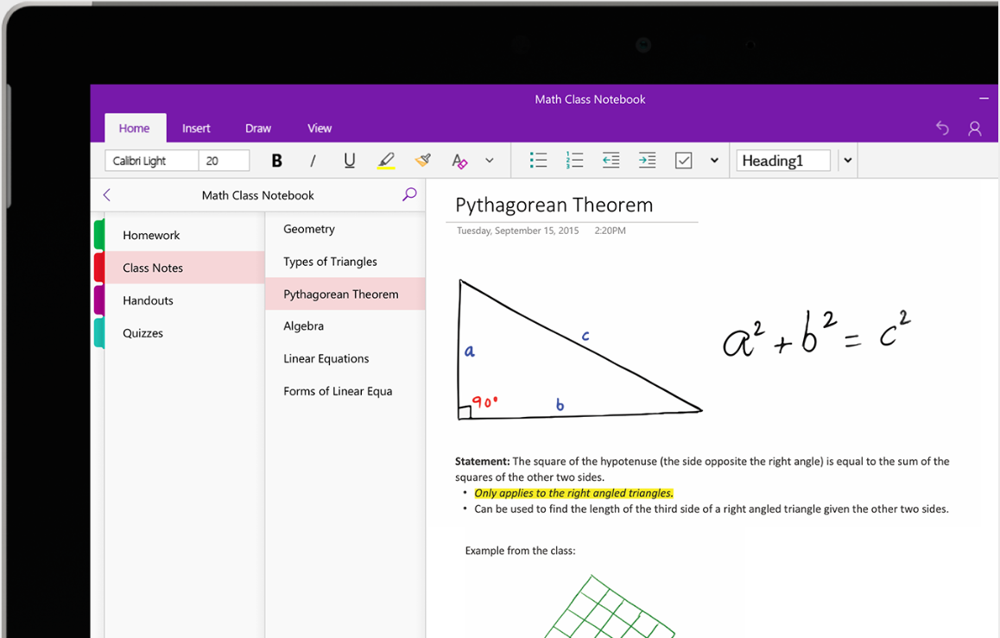 Math Class Notebook
Home Insert Draw View
Calibri Light 20 B I U A Heading1
Math Class Notebook
Homework
Class Notes
Handouts
Quizzes
Geometry
Types of Triangles
Pythagorean Theorem
Algebra
Linear Equations
Forms of Linear Equa
Pythagorean Theorem
Tuesday, September 15, 2015 2:20PM
c
a
90°
b
a² + b² = c²
Statement: The square of the hypotenuse (the side opposite the right angle) is equal to the sum of the
squares of the other two sides.
• Only applies to the right angled triangles.
• Can be used to find the length of the third side of a right angled triangle given the other two sides.
Example from the class: